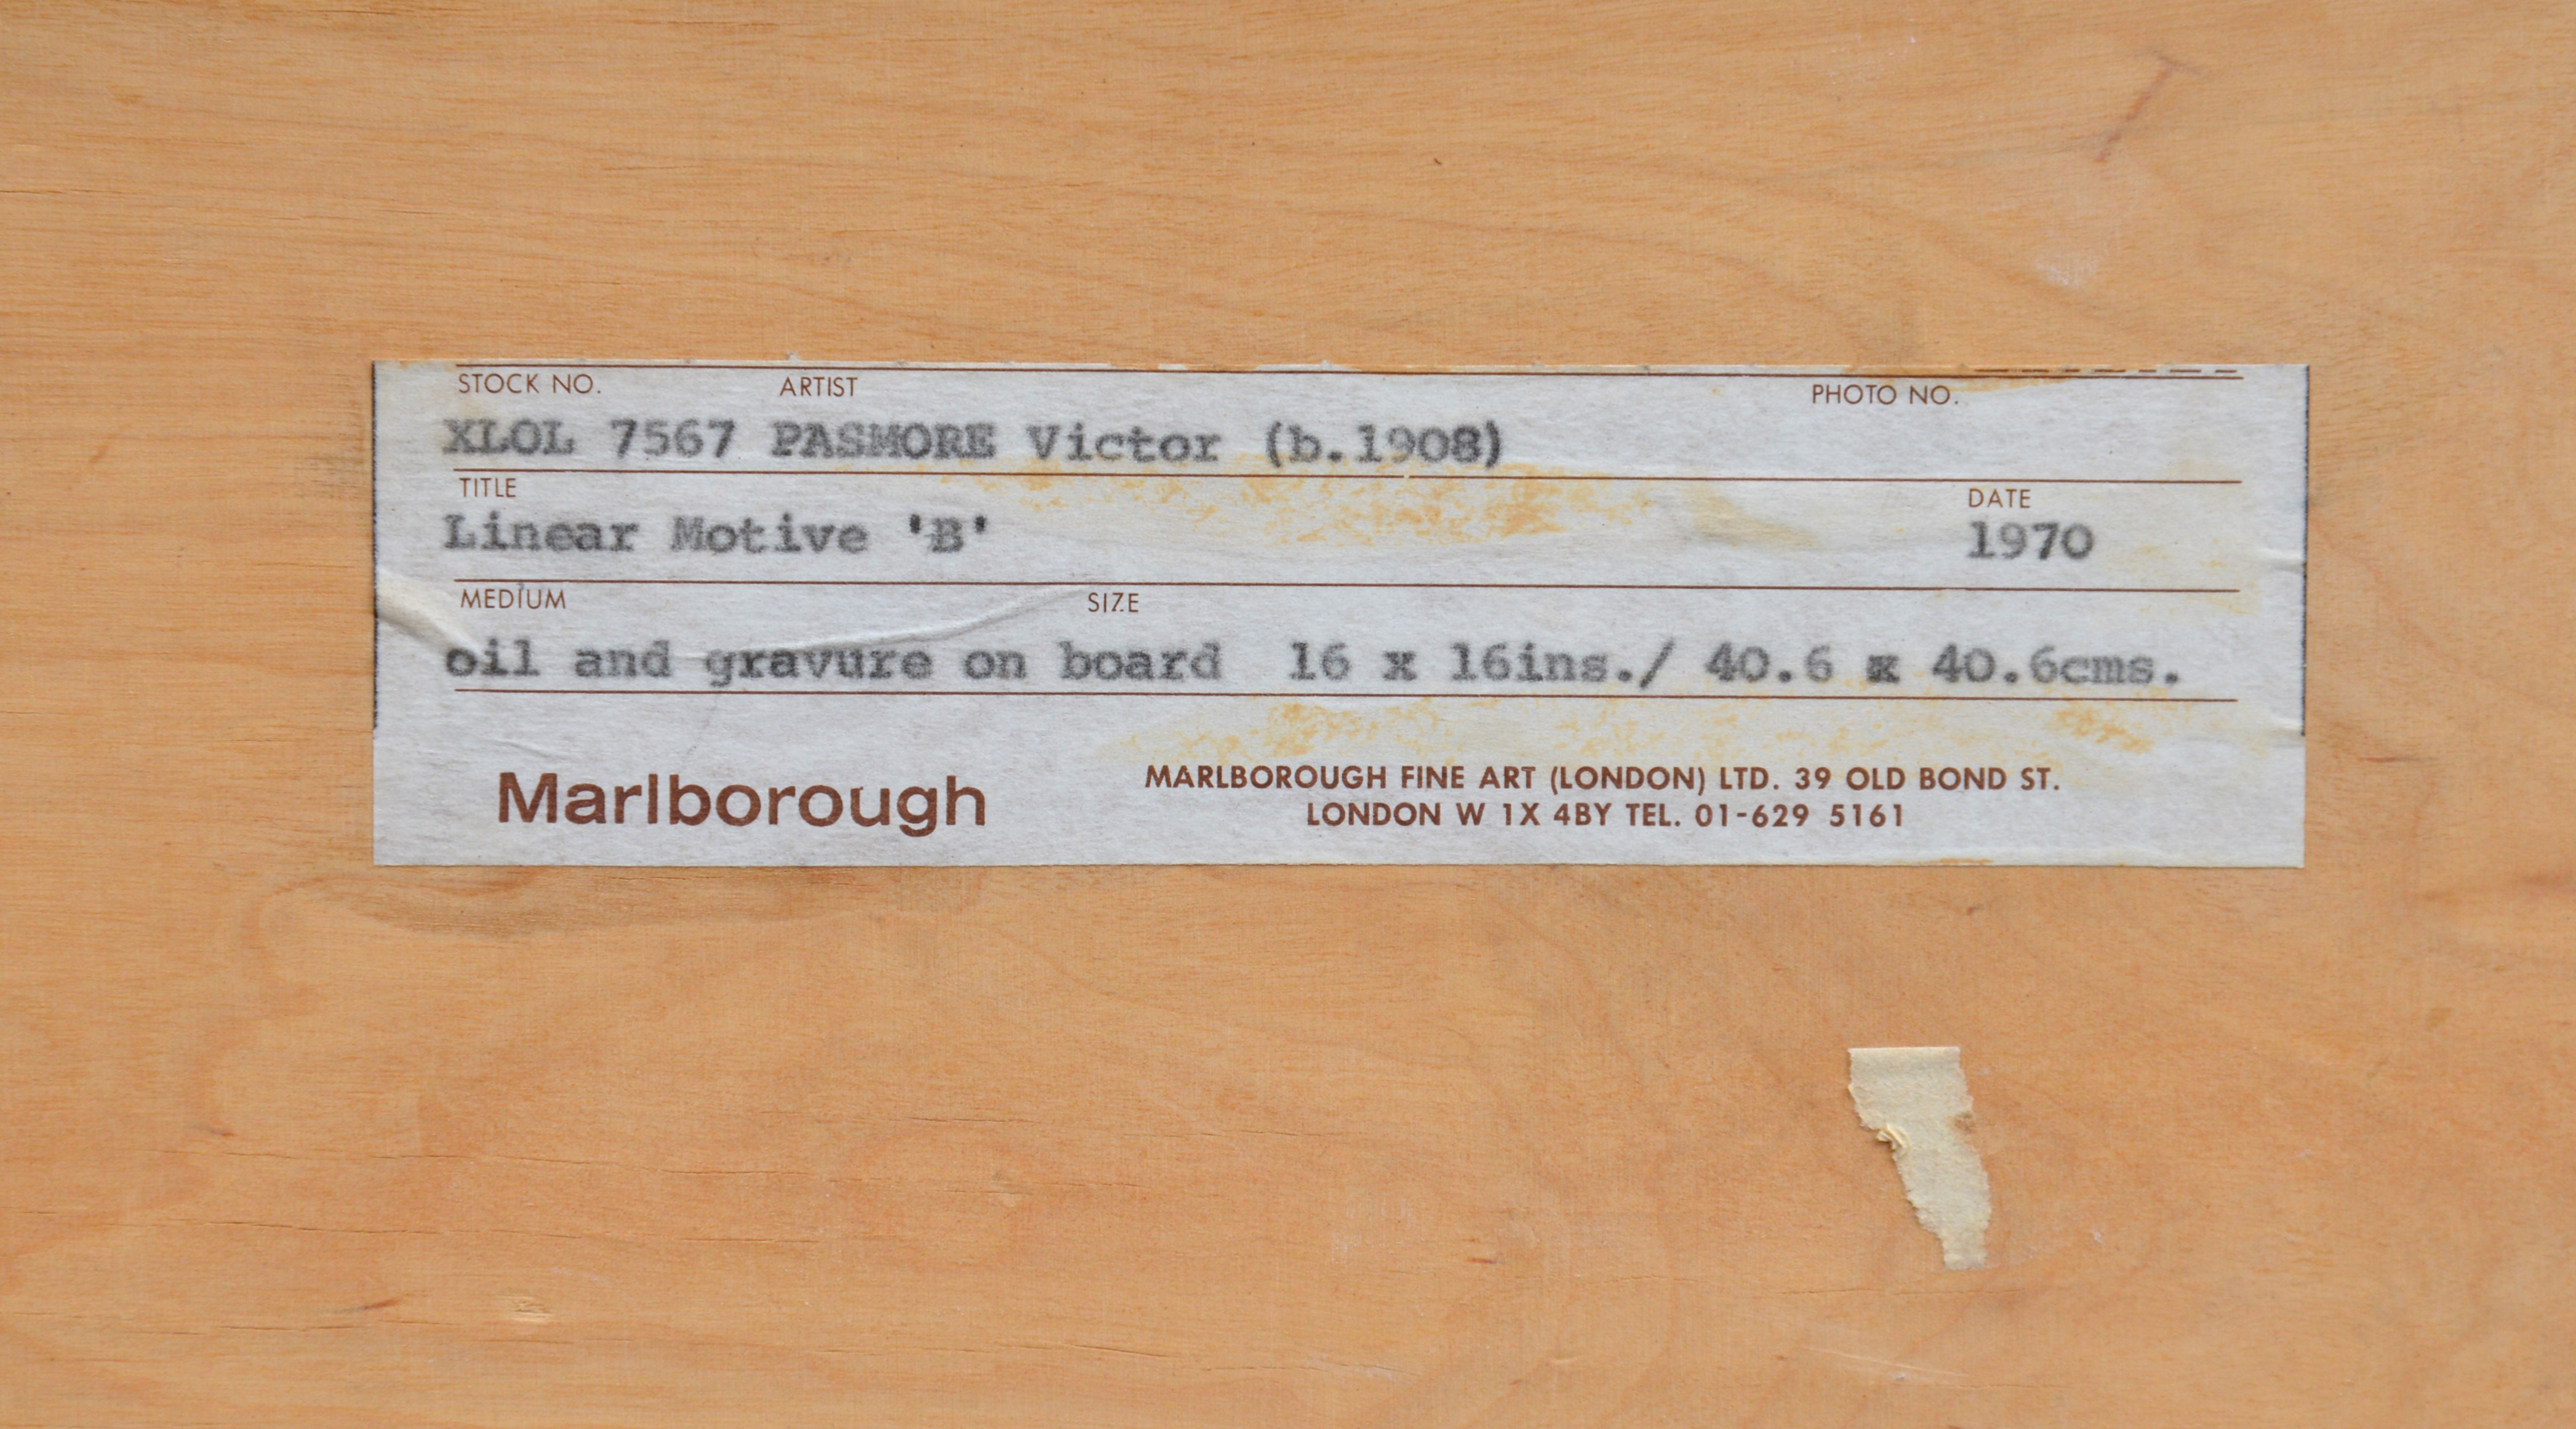 STOCK NO. ARTIST PHOTO NO.
XLOL 7567 PASMORE Victor (b.1908)
TITLE DATE
Linear Motive 'B' 1970
MEDIUM SIZE
oil and gravure on board 16 x 16ins./ 40.6 x 40.6cms.
Marlborough
MARLBOROUGH FINE ART (LONDON) LTD. 39 OLD BOND ST.
LONDON W 1X 4BY TEL. 01-629 5161